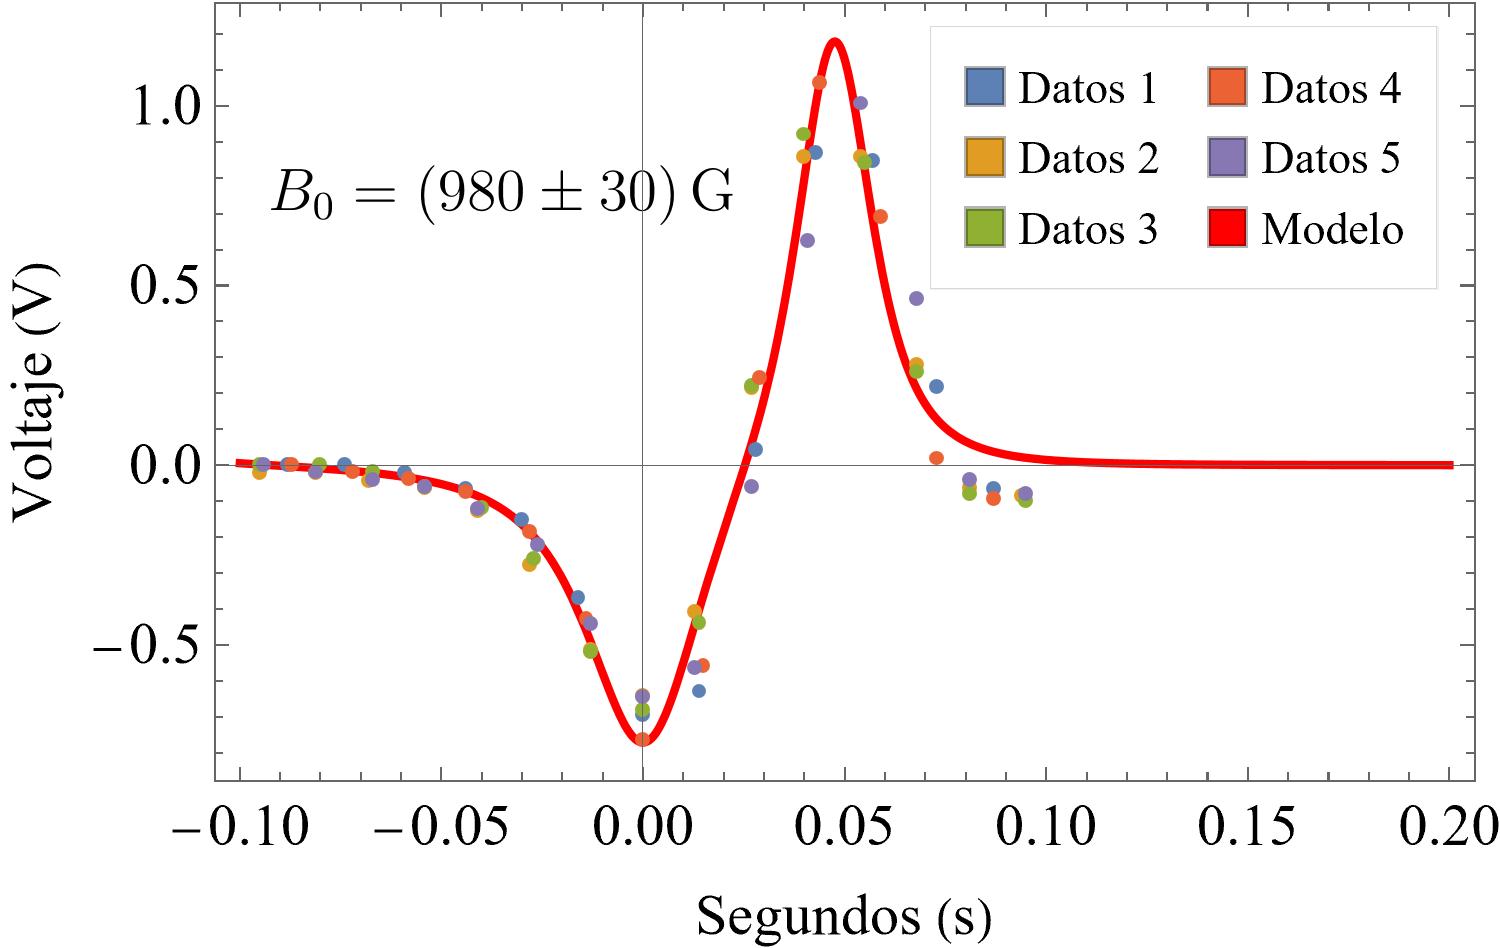 Voltaje (V)
1.0
0.5
0.0
−0.5
B₀ = (980 ± 30) G
Datos 1
Datos 2
Datos 3
Datos 4
Datos 5
Modelo
−0.10 −0.05 0.00 0.05 0.10 0.15 0.20
Segundos (s)